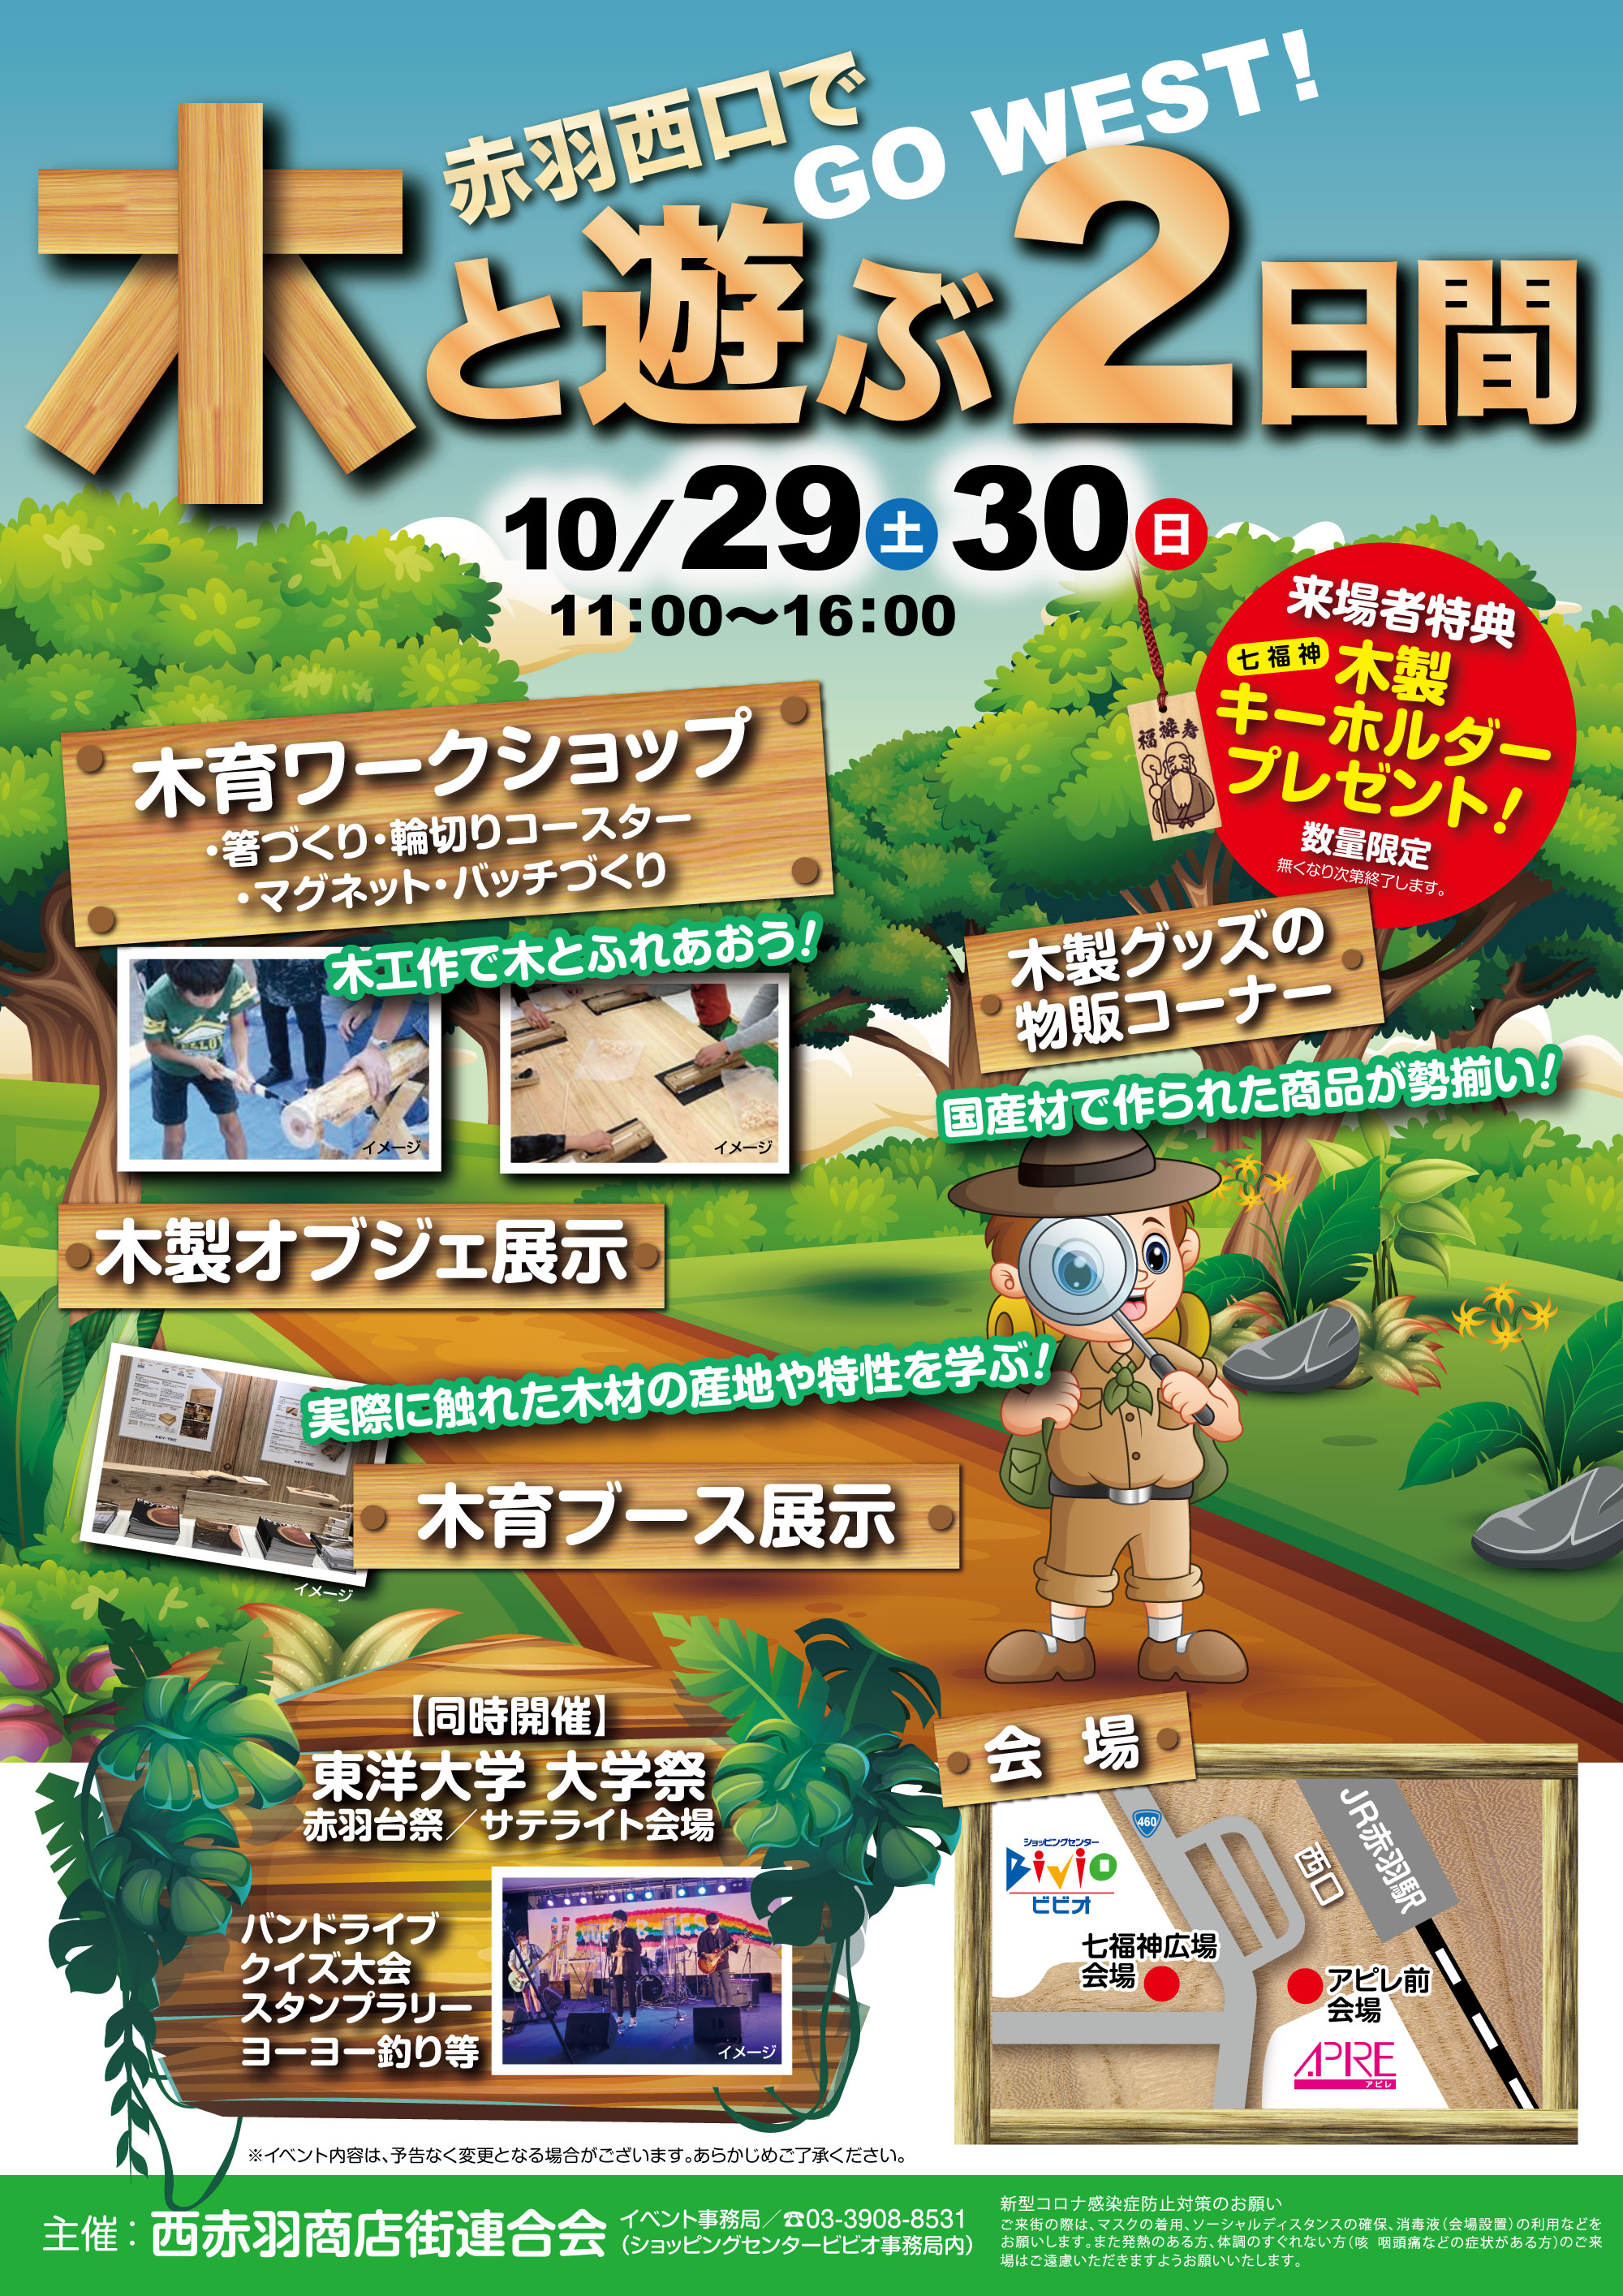 赤羽西口で
GO WEST!
木と遊ぶ2日間
10/29土30日
11:00〜16:00
来場者特典
七福神 木製
キーホルダー
プレゼント!
数量限定
無くなり次第終了します。
福禄寿
木育ワークショップ
・箸づくり・輪切りコースター
・マグネット・バッチづくり
木工作で木とふれあおう!
イメージ
イメージ
木製グッズの
物販コーナー
国産材で作られた商品が勢揃い!
木製オブジェ展示
実際に触れた木材の産地や特性を学ぶ!
KEY-TEC
KEY-TEC
木育ブース展示
イメージ
【同時開催】
東洋大学 大学祭
赤羽台祭/サテライト会場
バンドライブ
クイズ大会
スタンプラリー
ヨーヨー釣り等
イメージ
会場
460
JR赤羽駅
西口
ショッピングセンター
BiViO
ビビオ
七福神広場
会場
アピレ前
会場
APIRE
アピレ
※イベント内容は、予告なく変更となる場合がございます。あらかじめご了承ください。
主催:西赤羽商店街連合会
イベント事務局/☎03-3908-8531
(ショッピングセンタービビオ事務局内)
新型コロナ感染症防止対策のお願い
ご来街の際は、マスクの着用、ソーシャルディスタンスの確保、消毒液(会場設置)の利用などを
お願いします。また発熱のある方、体調のすぐれない方(咳 咽頭痛などの症状がある方)のご来
場はご遠慮いただきますようお願いいたします。